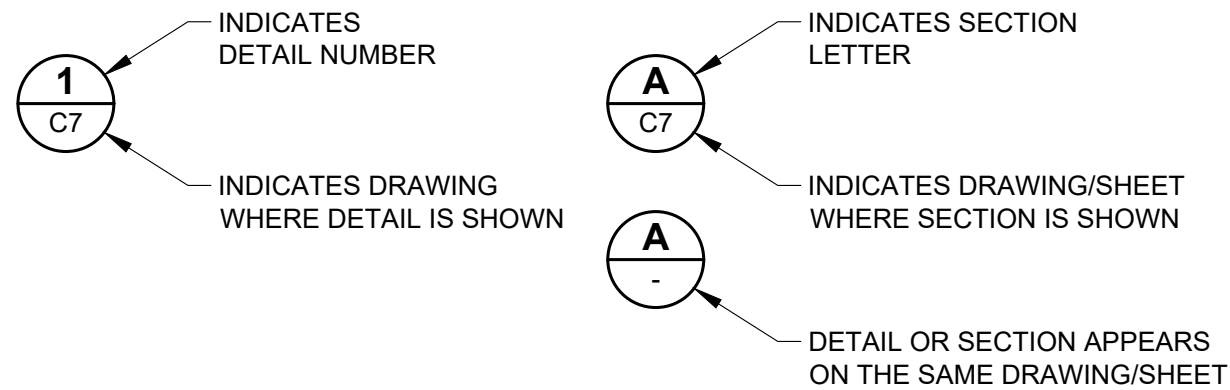 INDICATES
DETAIL NUMBER
1
C7
INDICATES DRAWING
WHERE DETAIL IS SHOWN
INDICATES SECTION
LETTER
A
C7
INDICATES DRAWING/SHEET
WHERE SECTION IS SHOWN
A
-
DETAIL OR SECTION APPEARS
ON THE SAME DRAWING/SHEET